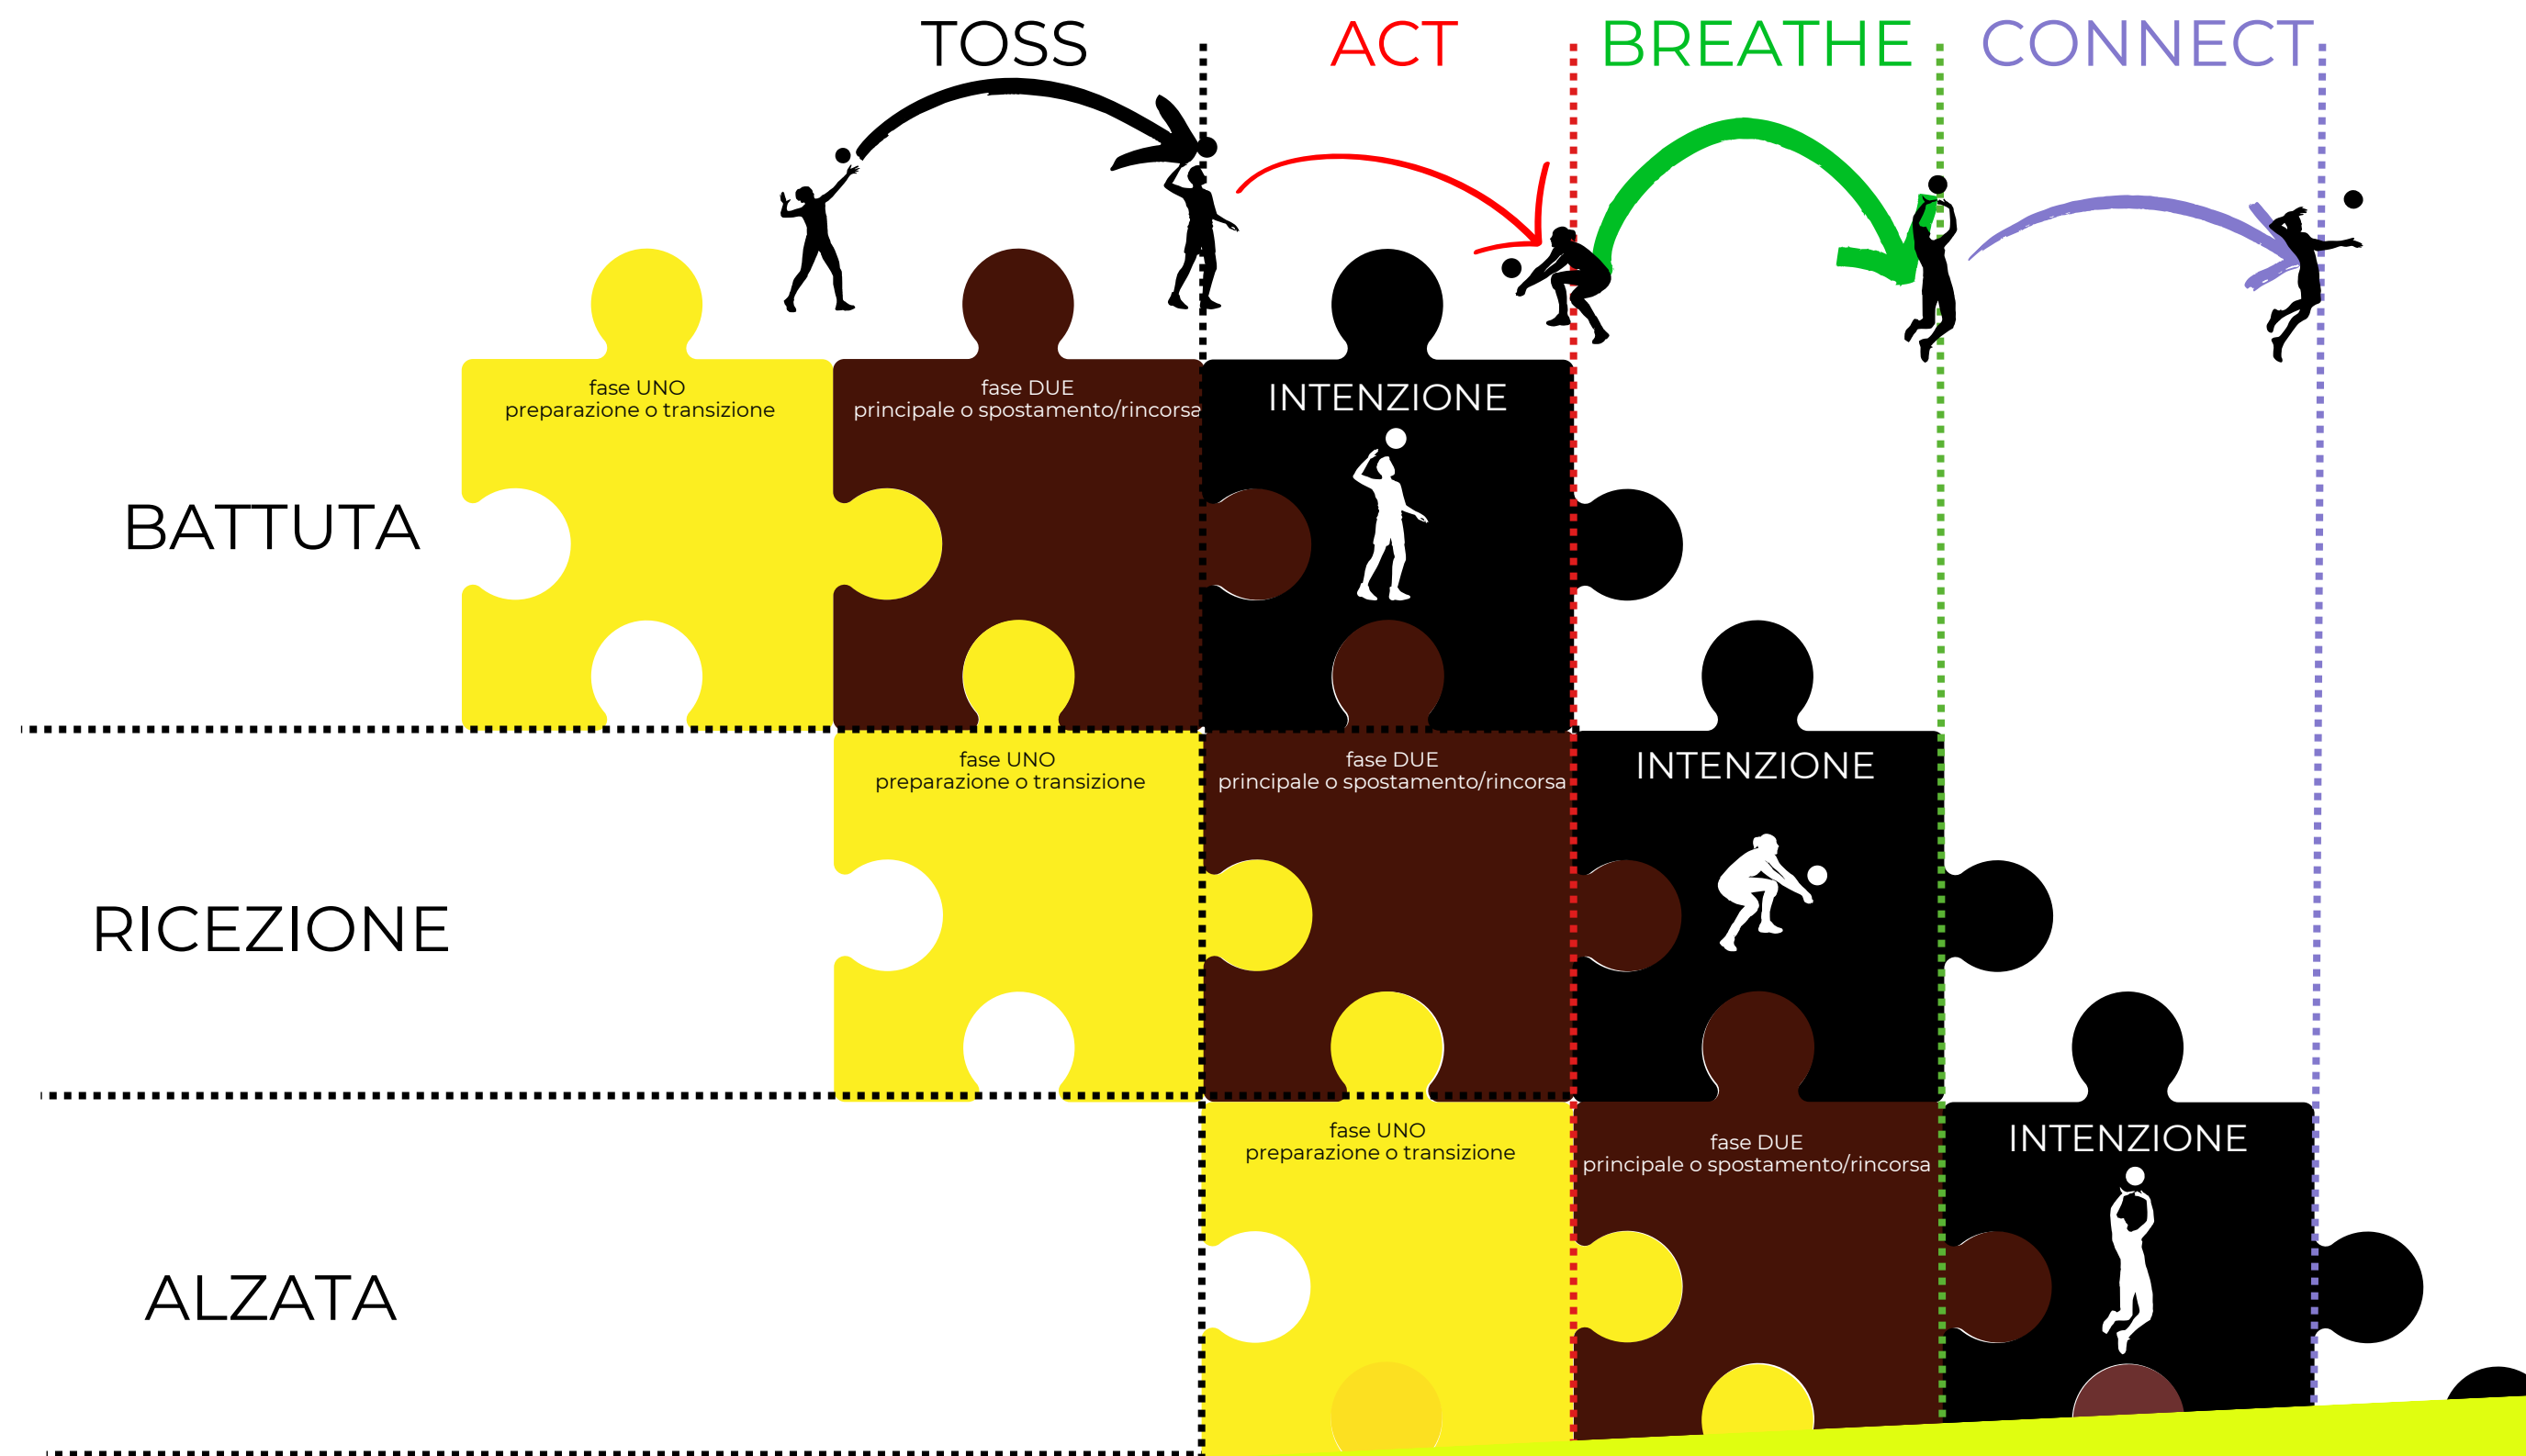 TOSS
ACT
BREATHE
CONNECT
fase UNO
preparazione o transizione
fase DUE
principale o spostamento/rincorsa
INTENZIONE
BATTUTA
fase UNO
preparazione o transizione
fase DUE
principale o spostamento/rincorsa
INTENZIONE
RICEZIONE
fase UNO
preparazione o transizione
fase DUE
principale o spostamento/rincorsa
INTENZIONE
ALZATA